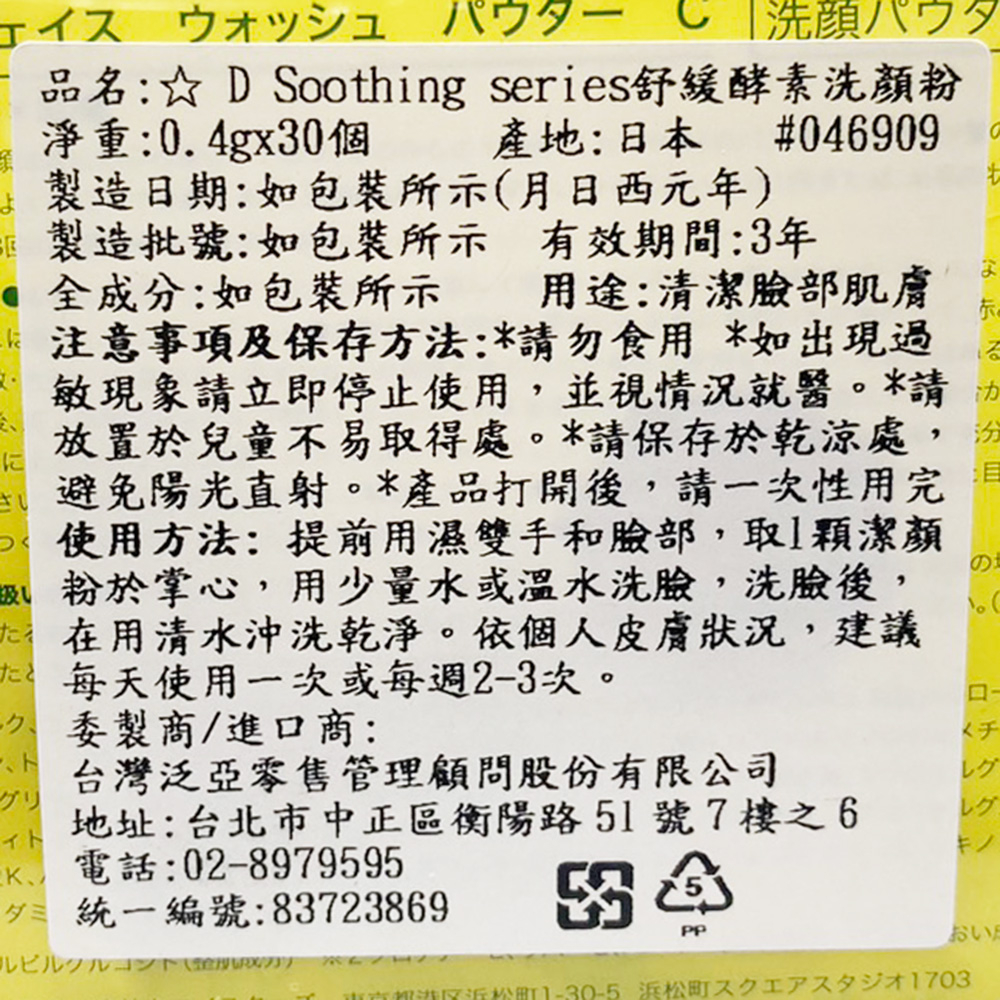 ェイス ウォッシュ パウダー C 洗顔パウダ
品名:☆ D Soothing series舒緩酵素洗顏粉
淨重:0.4gx30個 產地:日本 #046909
製造日期:如包裝所示(月日西元年)
製造批號:如包裝所示 有效期間:3年
全成分:如包裝所示 用途:清潔臉部肌膚
注意事項及保存方法:*請勿食用 *如出現過
敏現象請立即停止使用，並視情況就醫。*請
放置於兒童不易取得處。*請保存於乾涼處，
避免陽光直射。*產品打開後，請一次性用完
使用方法: 提前用濕雙手和臉部，取1顆潔顏
粉於掌心，用少量水或溫水洗臉，洗臉後，
在用清水沖洗乾淨。依個人皮膚狀況，建議
每天使用一次或每週2-3次。
委製商/進口商:
台灣泛亞零售管理顧問股份有限公司
地址:台北市中正區衡陽路51號7樓之6
電話:02-8979595
統一編號:83723869
5
PP
東京都港区浜松町1-30-5 浜松町スクエアスタジオ1703